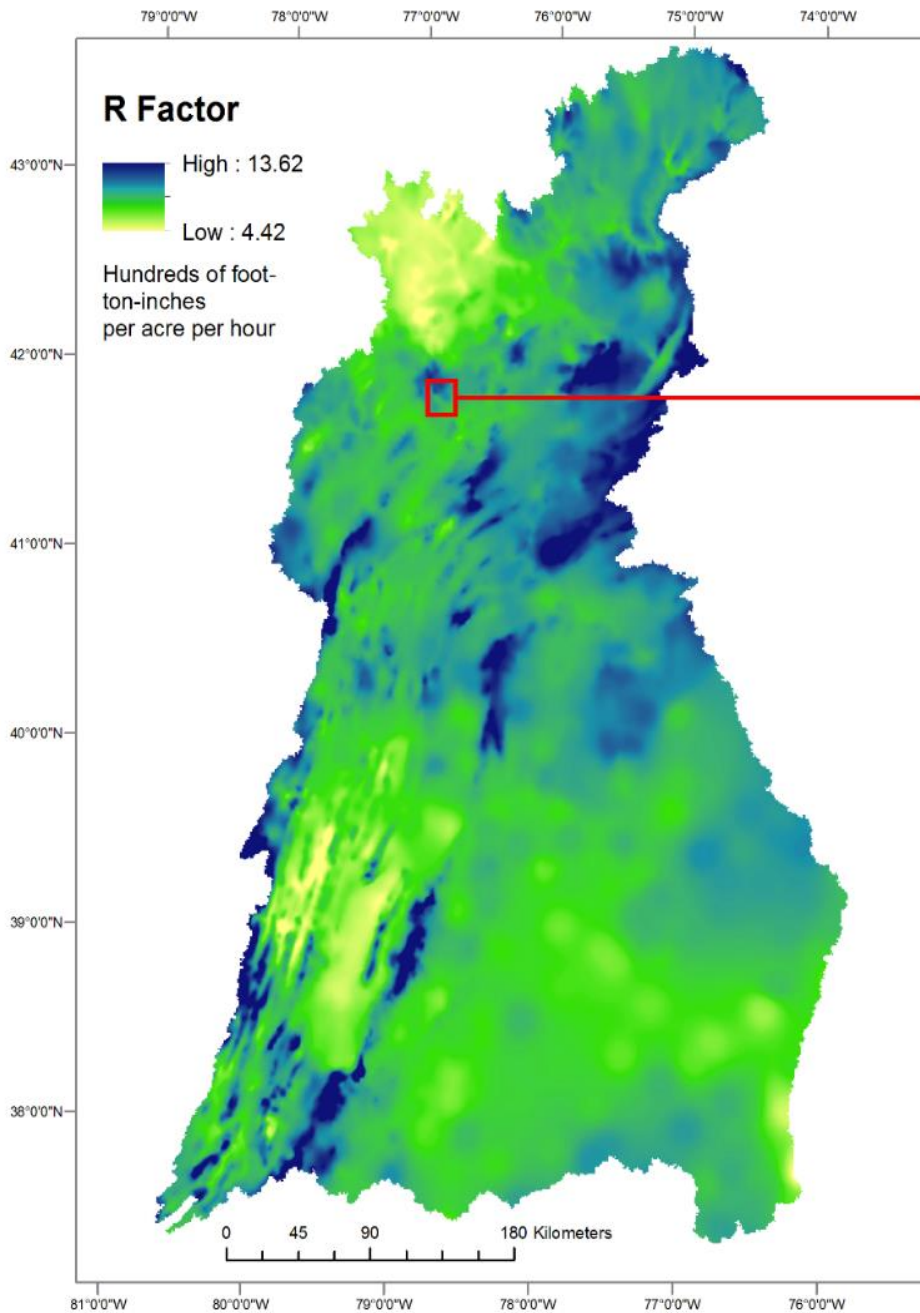 79°0'0"W 78°0'0"W 77°0'0"W 76°0'0"W 75°0'0"W 74°0'0"W
R Factor
High : 13.62
Low : 4.42
Hundreds of foot-
ton-inches
per acre per hour
43°0'0"N
42°0'0"N
41°0'0"N
40°0'0"N
39°0'0"N
38°0'0"N
0 45 90 180 Kilometers
81°0'0"W 80°0'0"W 79°0'0"W 78°0'0"W 77°0'0"W 76°0'0"W